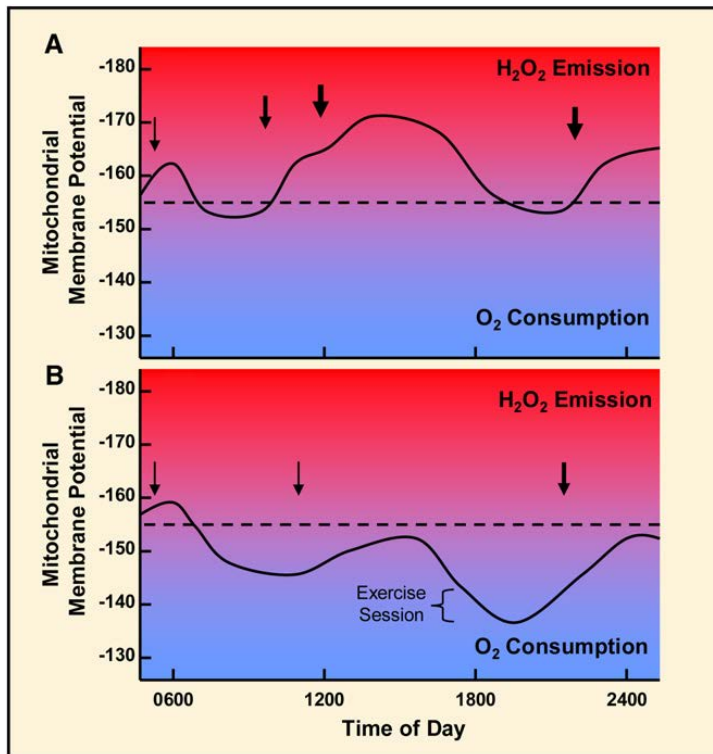 A
H₂O₂ Emission
-180
-170
-160
-150
-140
-130
Mitochondrial
Membrane Potential
O₂ Consumption
B
H₂O₂ Emission
-180
-170
-160
-150
-140
-130
Mitochondrial
Membrane Potential
Exercise
Session
O₂ Consumption
0600
1200
1800
2400
Time of Day